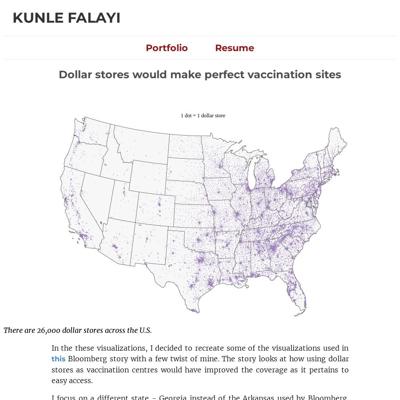 KUNLE FALAYI
Portfolio Resume
Dollar stores would make perfect vaccination sites
1 dot = 1 dollar store
There are 26,000 dollar stores across the U.S.
In the these visualizations, I decided to recreate some of the visualizations used in
this Bloomberg story with a few twist of mine. The story looks at how using dollar
stores as vaccinatiion centres would have improved the coverage as it pertains to
easy access.
I focus on a different state – Georgia instead of the Arkansas used by Bloomberg.